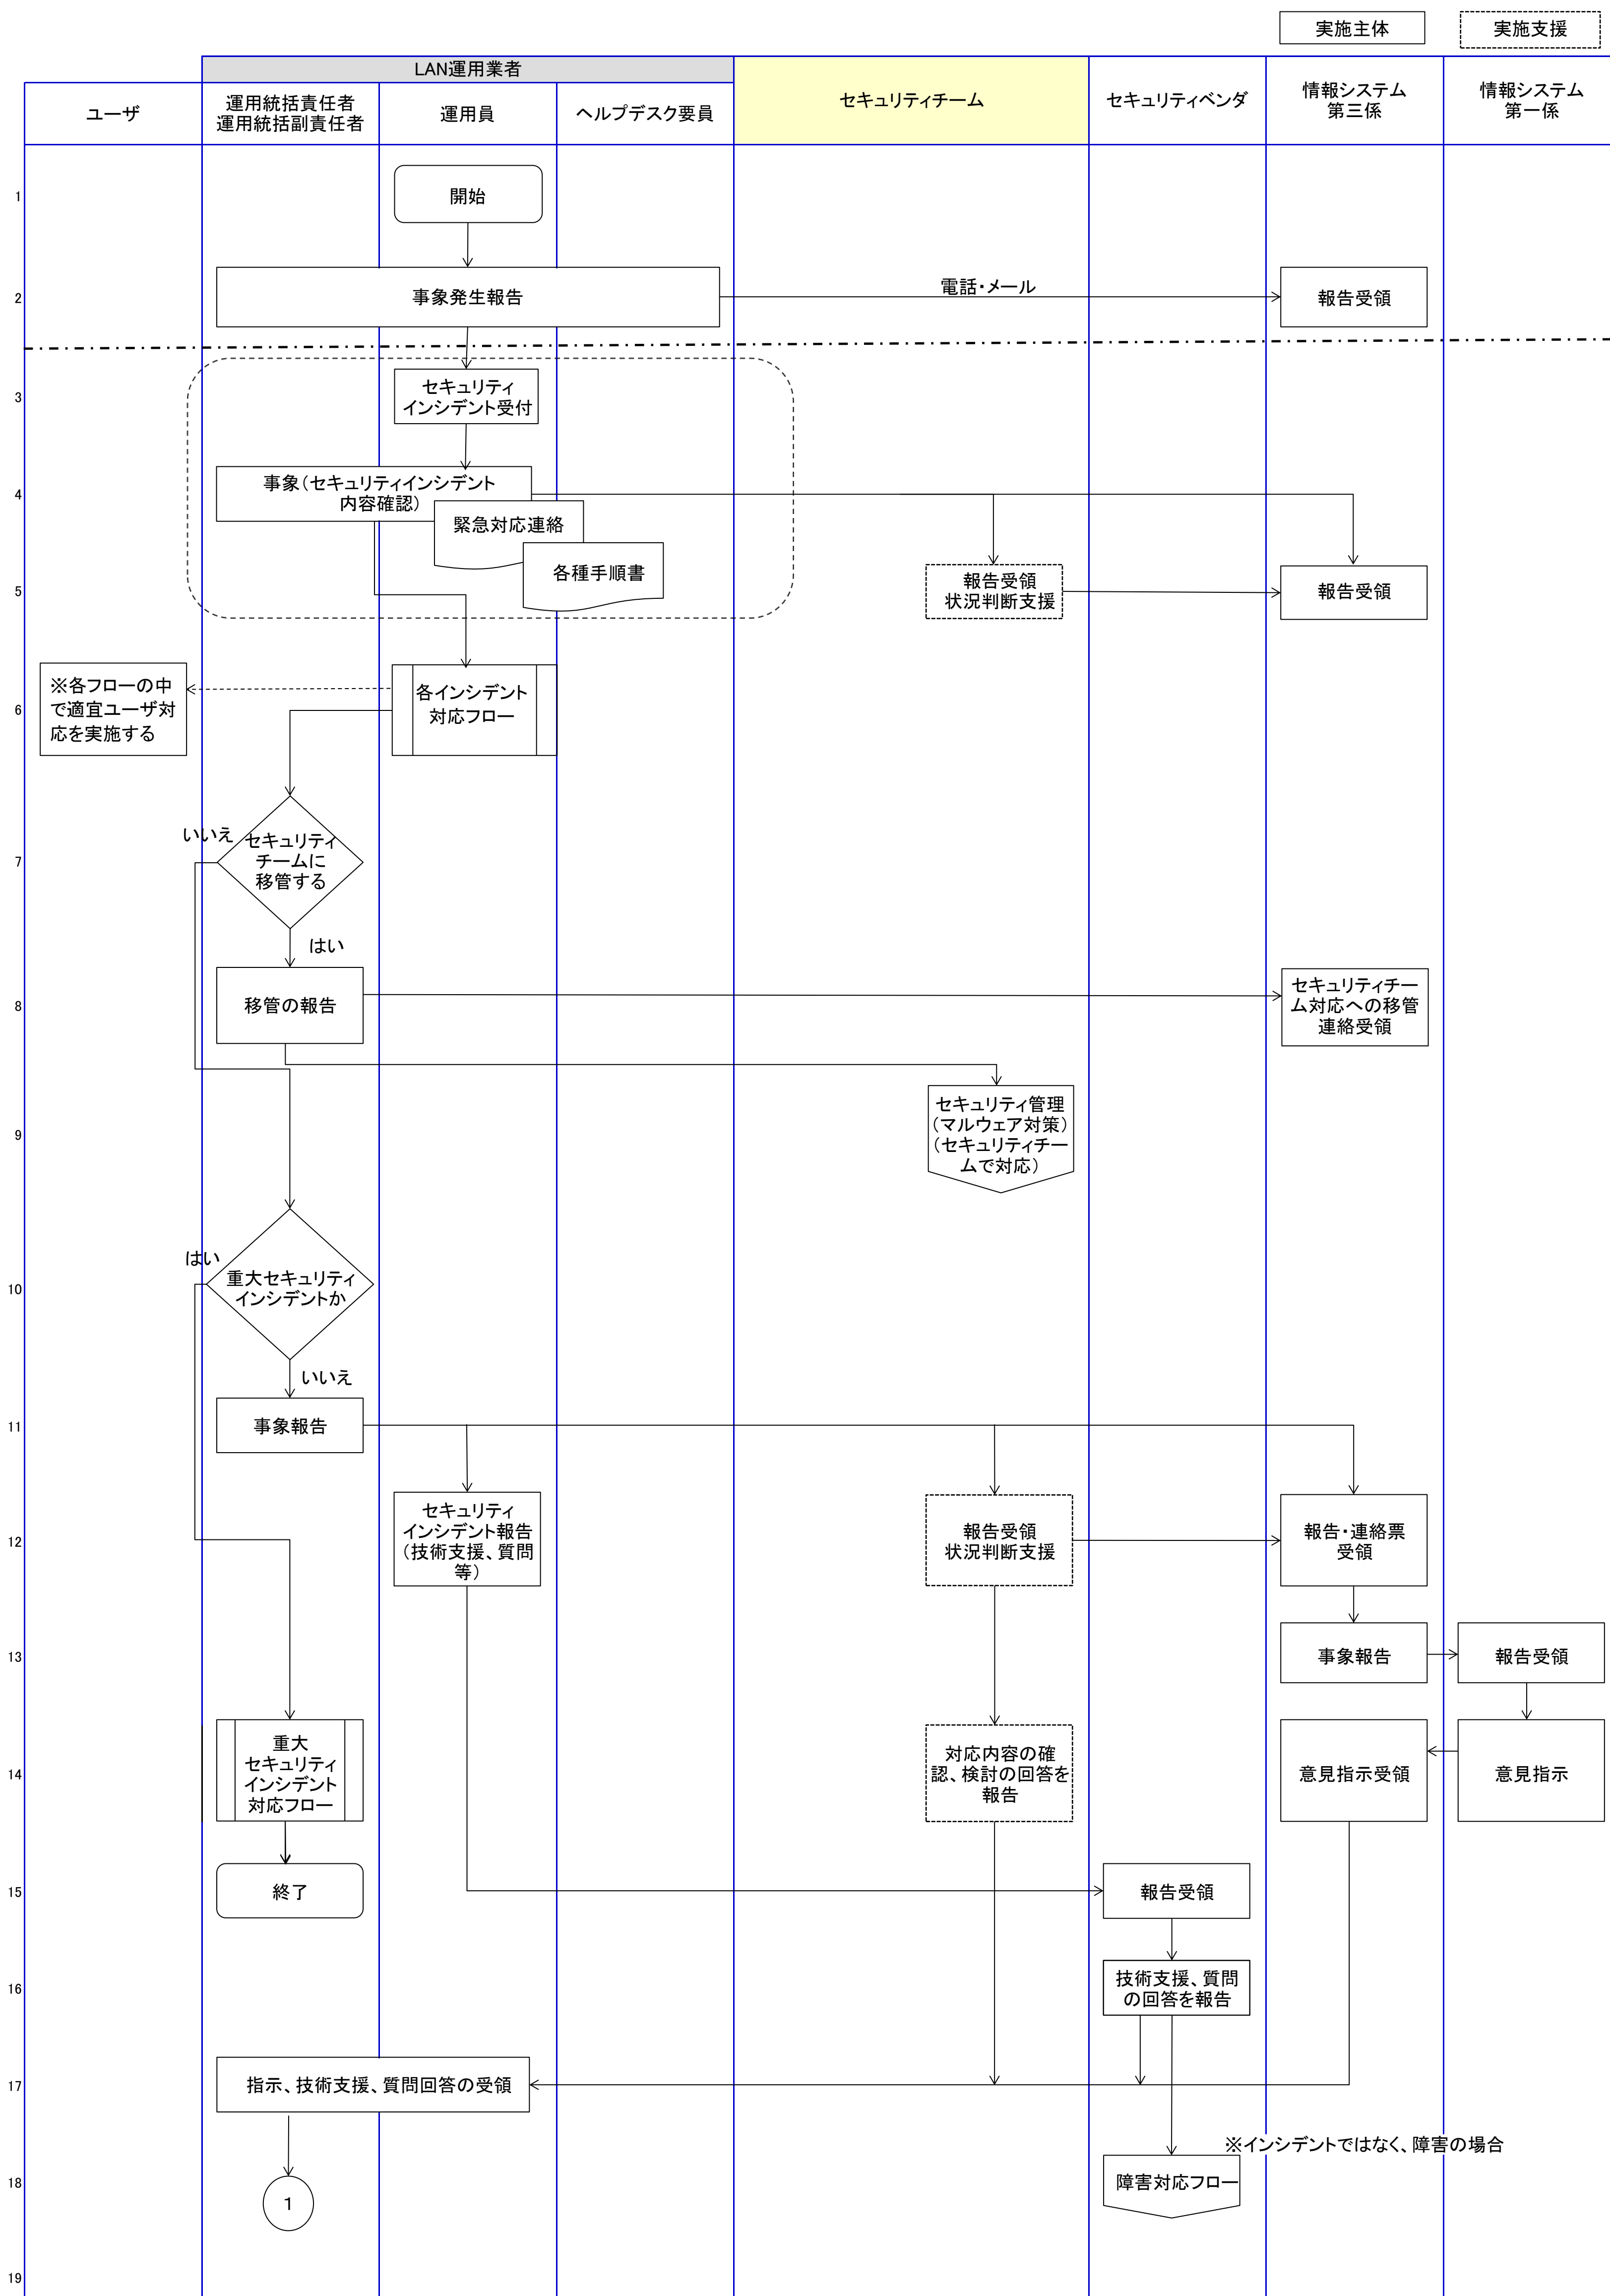 実施主体
実施支援
LAN運用業者
ユーザ
運用統括責任者
運用統括副責任者
運用員
ヘルプデスク要員
セキュリティチーム
セキュリティベンダ
情報システム
第三係
情報システム
第一係
1
開始
2
事象発生報告
電話・メール
報告受領
3
セキュリティ
インシデント受付
4
事象（セキュリティインシデント
内容確認）
緊急対応連絡
各種手順書
5
報告受領
状況判断支援
報告受領
6
※各フローの中
で適宜ユーザ対
応を実施する
各インシデント
対応フロー
いいえ
7
セキュリティ
チームに
移管する
はい
8
移管の報告
セキュリティチー
ム対応への移管
連絡受領
9
セキュリティ管理
（マルウェア対策）
（セキュリティチー
ムで対応）
はい
10
重大セキュリティ
インシデントか
いいえ
11
事象報告
12
セキュリティ
インシデント報告
（技術支援、質問
等）
報告受領
状況判断支援
報告・連絡票
受領
13
事象報告
報告受領
14
重大
セキュリティ
インシデント
対応フロー
対応内容の確
認、検討の回答を
報告
意見指示受領
意見指示
15
終了
報告受領
16
技術支援、質問
の回答を報告
17
指示、技術支援、質問回答の受領
※インシデントではなく、障害の場合
18
1
障害対応フロー
19